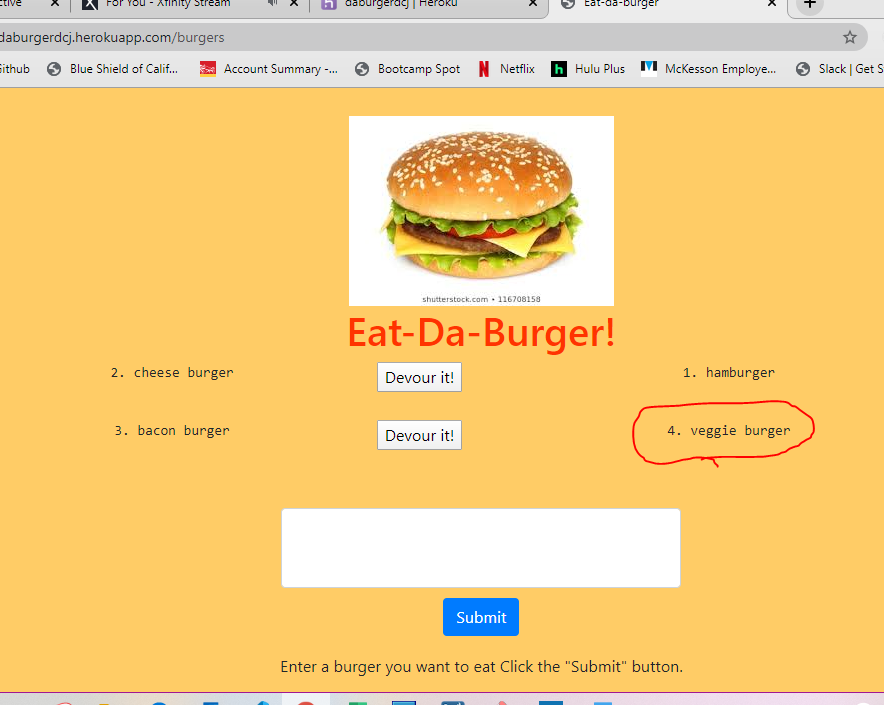 ctive For You - Xfinity Stream daburgerdcj | Heroku Eat-da-burger
daburgerdcj.herokuapp.com/burgers
Github Blue Shield of Calif... Account Summary -... Bootcamp Spot Netflix Hulu Plus McKesson Employe... Slack | Get S
shutterstock.com • 116708158
Eat-Da-Burger!
2. cheese burger Devour it! 1. hamburger
3. bacon burger Devour it! 4. veggie burger
Submit
Enter a burger you want to eat Click the "Submit" button.